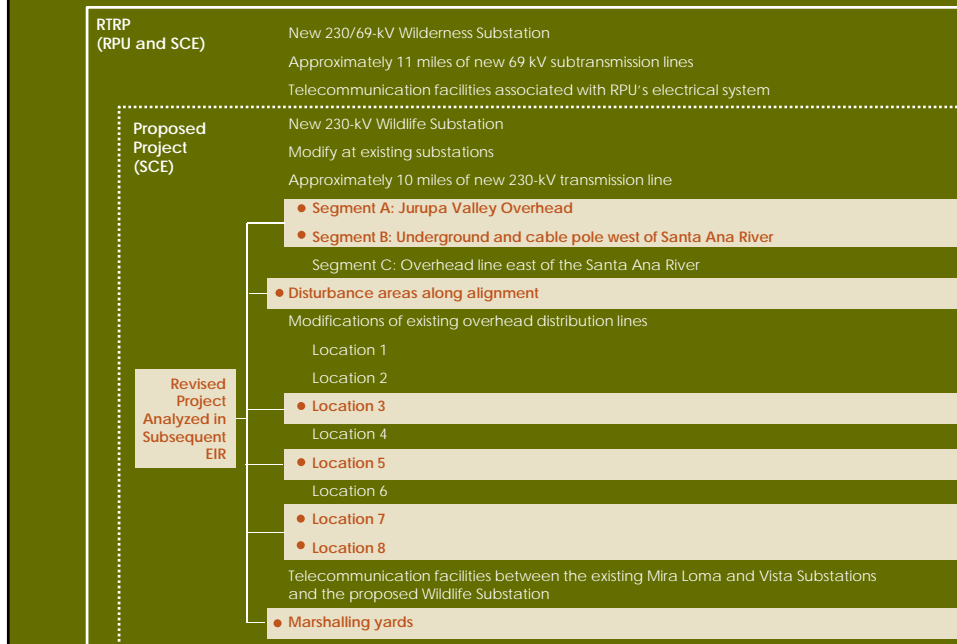 RTRP
(RPU and SCE)
New 230/69-kV Wilderness Substation
Approximately 11 miles of new 69 kV subtransmission lines
Telecommunication facilities associated with RPU's electrical system
Proposed
Project
(SCE)
New 230-kV Wildlife Substation
Modify at existing substations
Approximately 10 miles of new 230-kV transmission line
• Segment A: Jurupa Valley Overhead
• Segment B: Underground and cable pole west of Santa Ana River
Segment C: Overhead line east of the Santa Ana River
• Disturbance areas along alignment
Modifications of existing overhead distribution lines
Location 1
Location 2
Revised
Project
Analyzed in
Subsequent
EIR
• Location 3
Location 4
• Location 5
Location 6
• Location 7
• Location 8
Telecommunication facilities between the existing Mira Loma and Vista Substations
and the proposed Wildlife Substation
• Marshalling yards